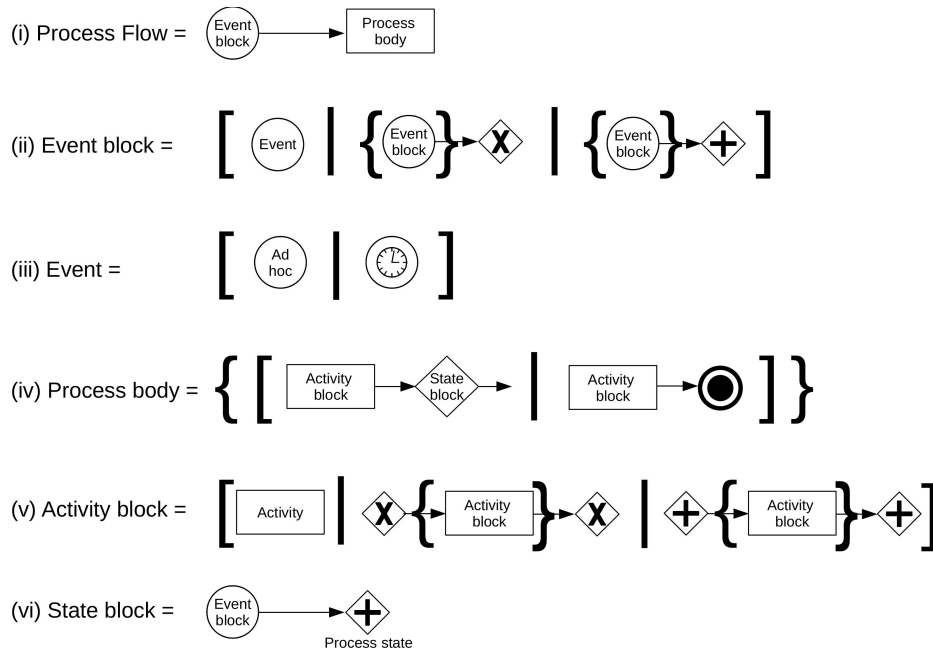 (i) Process Flow =
Event
block
Process
body
(ii) Event block =
[
Event
|
{
Event
block
}
X
|
{
Event
block
}
+
]
(iii) Event =
[
Ad
hoc
|
]
(iv) Process body =
{
[
Activity
block
State
block
|
Activity
block
]
}
(v) Activity block =
[
Activity
|
X
{
Activity
block
}
X
|
+
{
Activity
block
}
+
]
(vi) State block =
Event
block
+
Process state